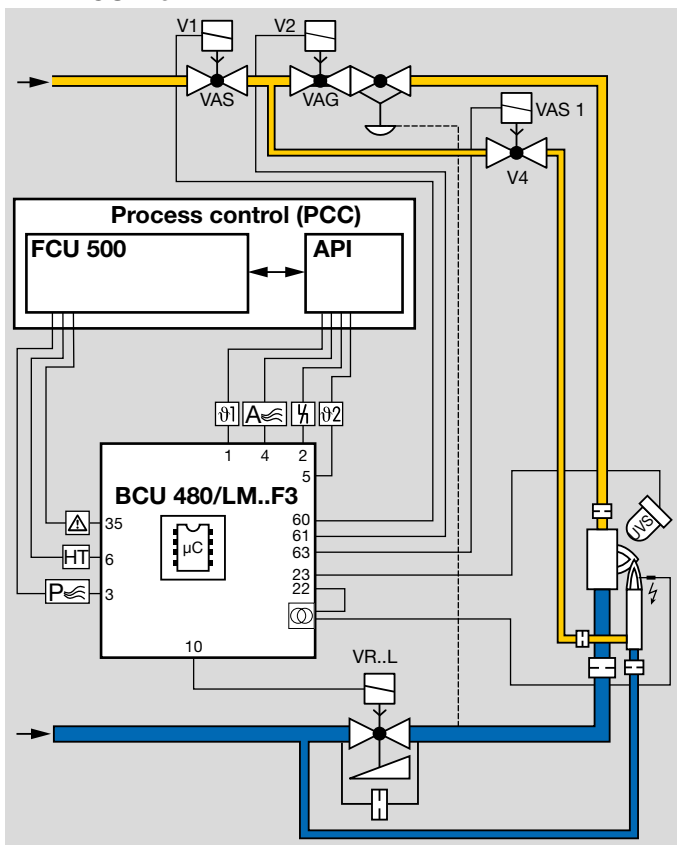 V1
V2
VAS
VAG
VAS 1
V4
Process control (PCC)
FCU 500
API
ϑ1
A
ϑ2
1
4
2
5
BCU 480/LM..F3
µC
35
HT
6
P
3
60
61
63
23
22
10
UVS
VR..L